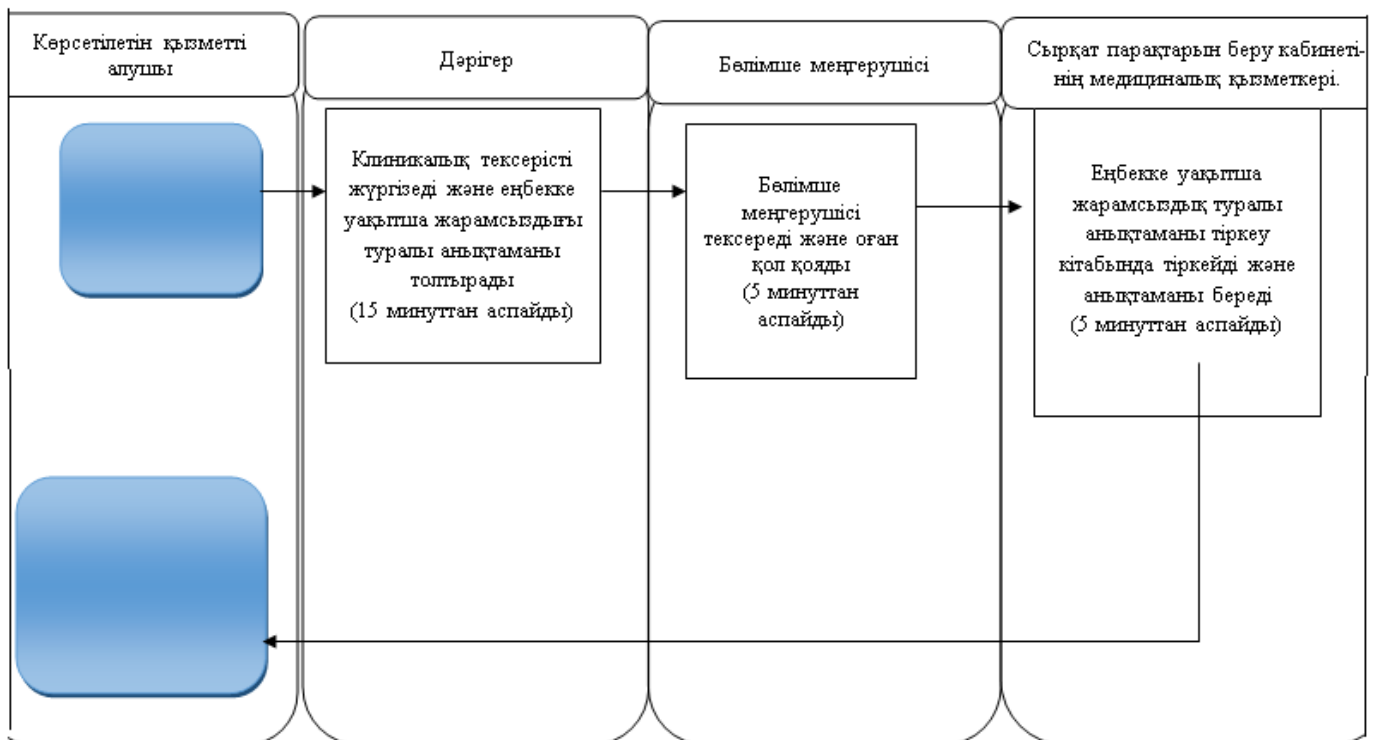 Көрсетілетін қызметті
алушы
Дәрігер
Бөлімше меңгерушісі
Сырқат парақтарын беру кабинеті-
нің медициналық қызметкері.
Клиникалық тексерісті
жүргізеді және еңбекке
уақытша жарамсыздығы
туралы анықтаманы
толтырады
(15 минуттан аспайды)
Бөлімше
меңгерушісі
тексереді және оған
қол қояды
(5 минуттан
аспайды)
Еңбекке уақытша
жарамсыздық туралы
анықтаманы тіркеу
кітабында тіркейді және
анықтаманы береді
(5 минуттан аспайды)